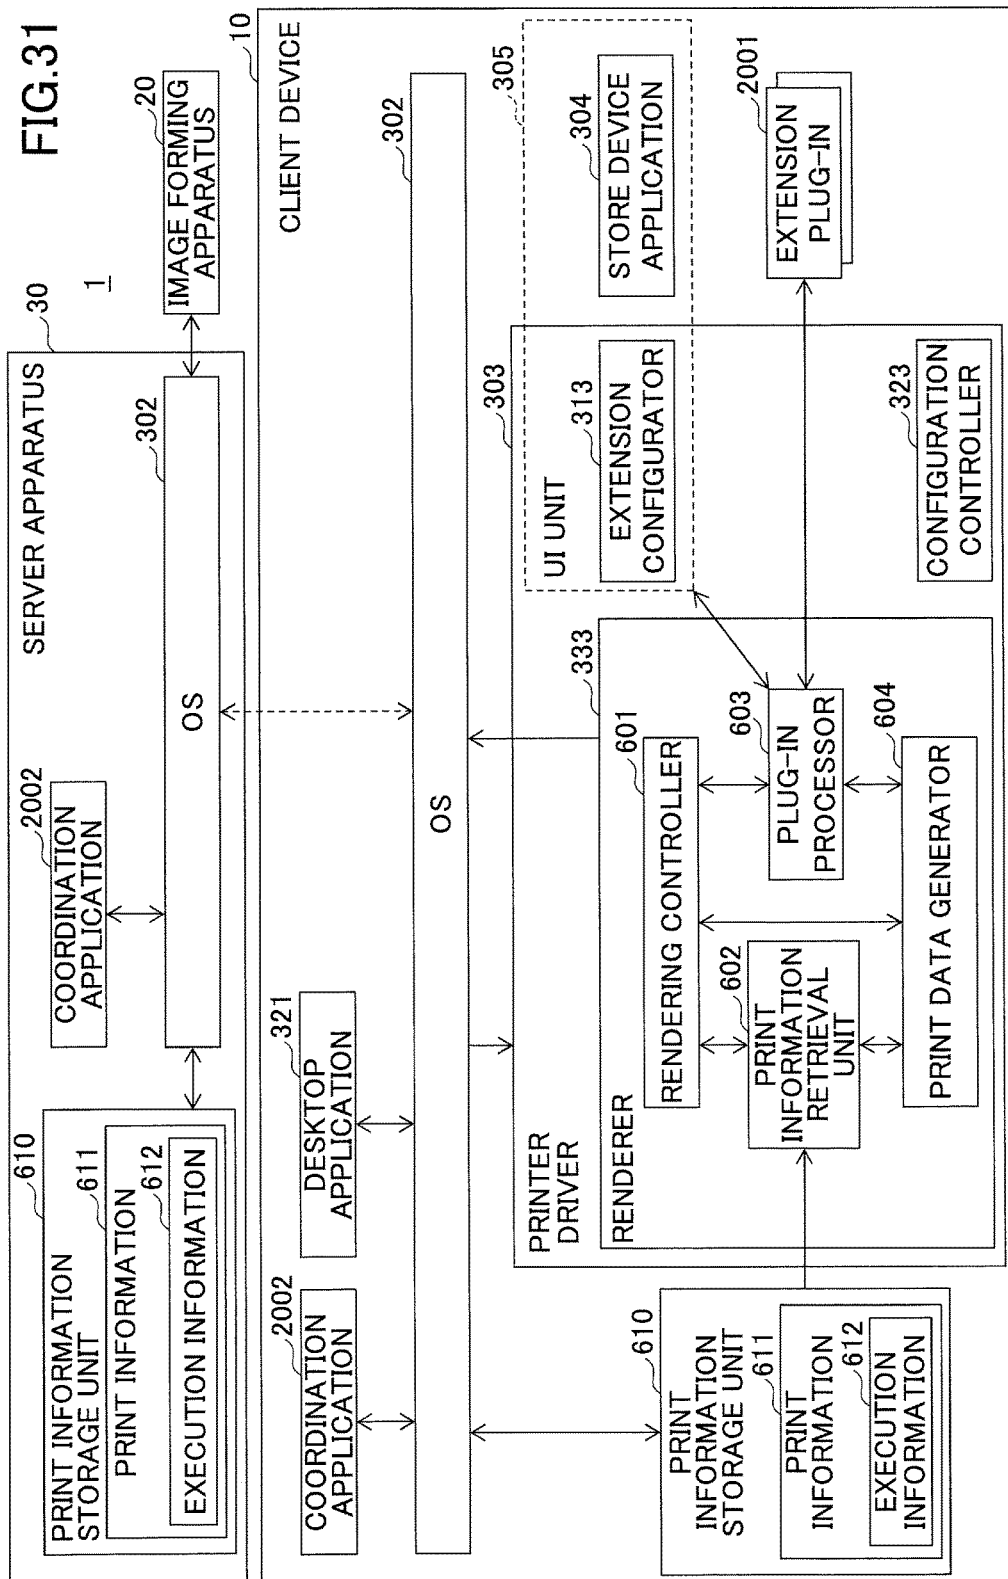 FIG.31
1
SERVER APPARATUS
30
PRINT INFORMATION
STORAGE UNIT
610
PRINT INFORMATION
611
EXECUTION INFORMATION
612
COORDINATION
APPLICATION
2002
OS
302
IMAGE FORMING
APPARATUS
20
CLIENT DEVICE
10
COORDINATION
APPLICATION
2002
DESKTOP
APPLICATION
321
OS
302
PRINT
INFORMATION
STORAGE UNIT
610
PRINT
INFORMATION
611
EXECUTION
INFORMATION
612
PRINTER
DRIVER
303
RENDERER
333
RENDERING CONTROLLER
601
PRINT
INFORMATION
RETRIEVAL
UNIT
602
PLUG-IN
PROCESSOR
603
PRINT DATA GENERATOR
604
UI UNIT
305
EXTENSION
CONFIGURATOR
313
STORE DEVICE
APPLICATION
304
CONFIGURATION
CONTROLLER
323
EXTENSION
PLUG-IN
2001